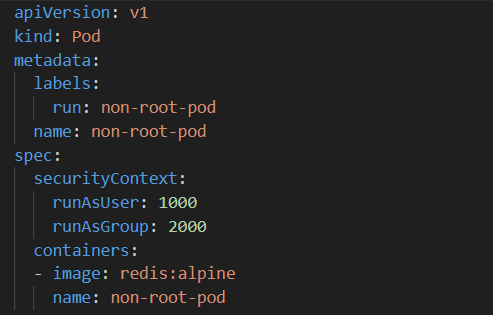 apiVersion: v1
kind: Pod
metadata:
  labels:
    run: non-root-pod
  name: non-root-pod
spec:
  securityContext:
    runAsUser: 1000
    runAsGroup: 2000
  containers:
  - image: redis:alpine
    name: non-root-pod